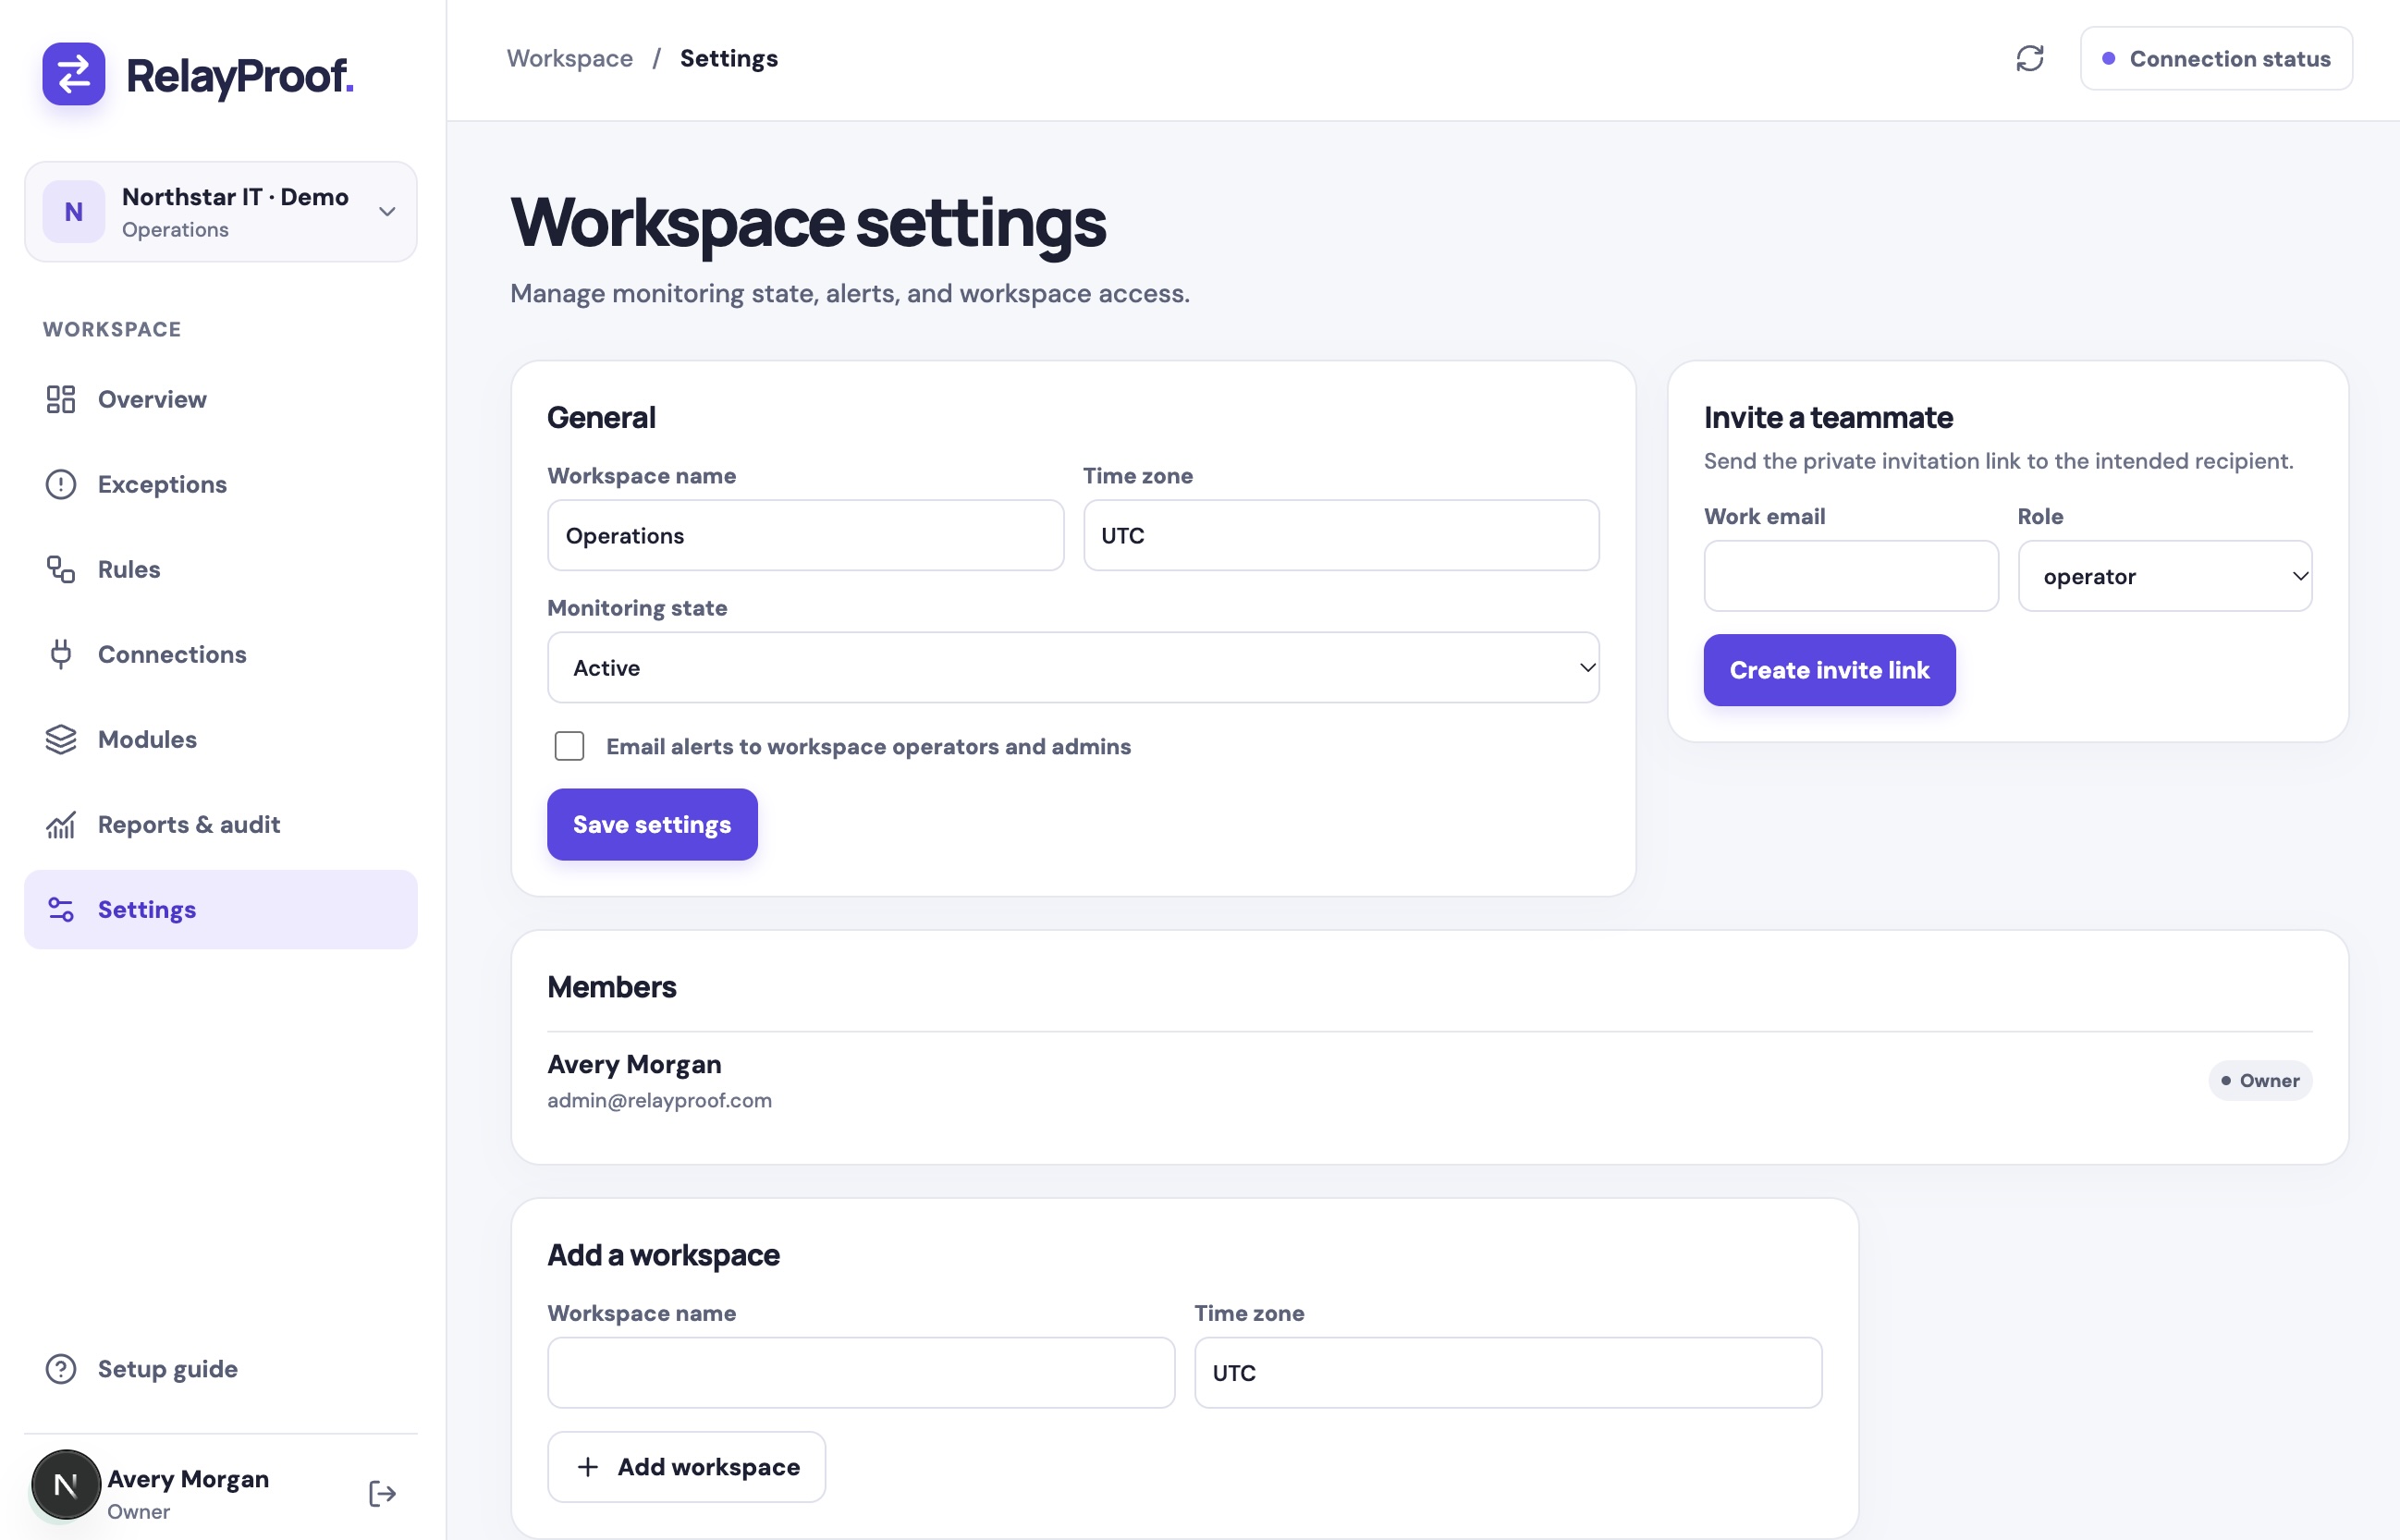 RelayProof.
N
Northstar IT · Demo
Operations
WORKSPACE
Overview
Exceptions
Rules
Connections
Modules
Reports & audit
Settings
Setup guide
N
Avery Morgan
Owner
Workspace / Settings
Connection status
Workspace settings
Manage monitoring state, alerts, and workspace access.
General
Workspace name
Time zone
Operations
UTC
Monitoring state
Active
Email alerts to workspace operators and admins
Save settings
Invite a teammate
Send the private invitation link to the intended recipient.
Work email
Role
operator
Create invite link
Members
Avery Morgan
admin@relayproof.com
Owner
Add a workspace
Workspace name
Time zone
UTC
Add workspace